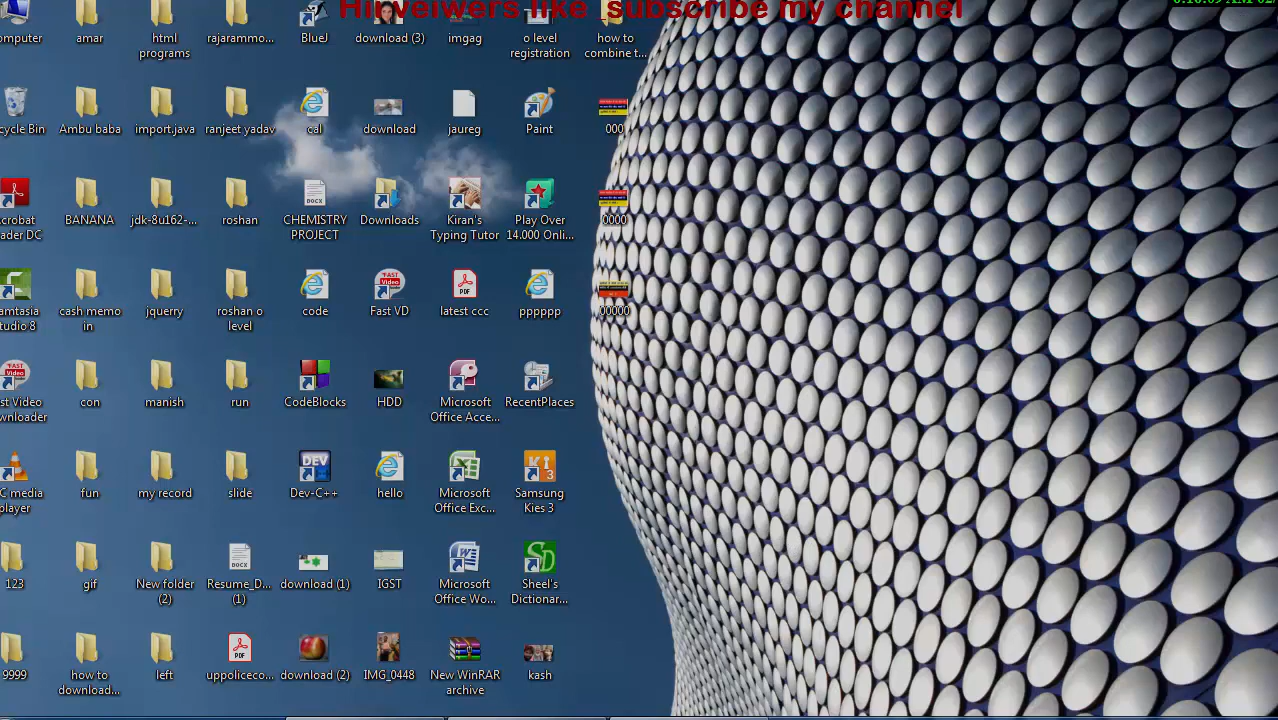 Hii veiwers like subscribe my channel
omputer
amar
html
programs
rajarammo...
BlueJ
download (3)
imgag
o level
registration
how to
combine t...
cycle Bin
Ambu baba
import.java
ranjeet yadav
cal
download
jaureg
Paint
000
crobat
ader DC
BANANA
jdk-8u162-...
roshan
CHEMISTRY
PROJECT
Downloads
Kiran's
Typing Tutor
Play Over
14.000 Onli...
0000
amtasia
tudio 8
cash memo
in
jquerry
roshan o
level
code
Fast VD
latest ccc
pppppp
00000
st Video
wnloader
con
manish
run
CodeBlocks
HDD
Microsoft
Office Acce...
RecentPlaces
C media
player
fun
my record
slide
Dev-C++
hello
Microsoft
Office Exc...
Samsung
Kies 3
123
gif
New folder
(2)
Resume_D...
(1)
download (1)
IGST
Microsoft
Office Wo...
Sheel's
Dictionar...
9999
how to
download...
left
uppoliceco...
download (2)
IMG_0448
New WinRAR
archive
kash